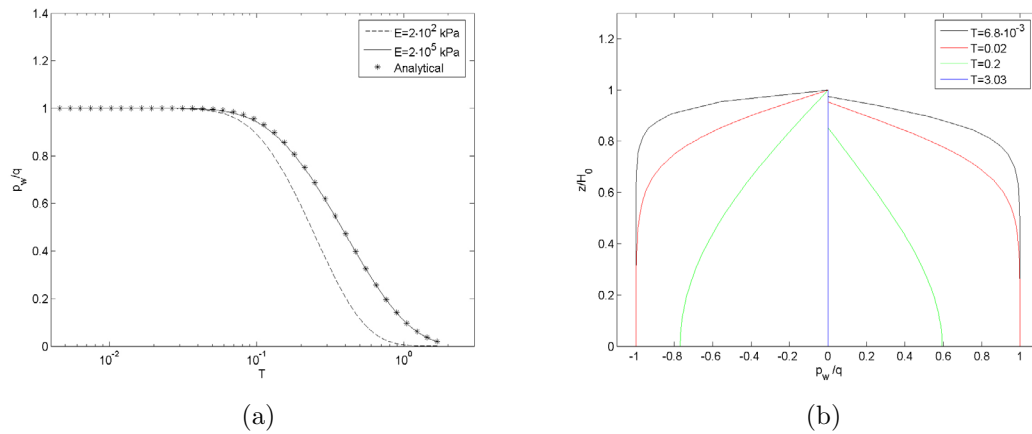 1.4
1.2
1
0.8
0.6
0.4
0.2
0
p_w/q
10^-2
10^-1
10^0
T
E=2·10^2 kPa
E=2·10^5 kPa
Analytical
(a)
1.2
1
0.8
0.6
0.4
0.2
0
z/H_0
-1 -0.8 -0.6 -0.4 -0.2 0 0.2 0.4 0.6 0.8 1
p_w/q
T=6.8·10^-3
T=0.02
T=0.2
T=3.03
(b)